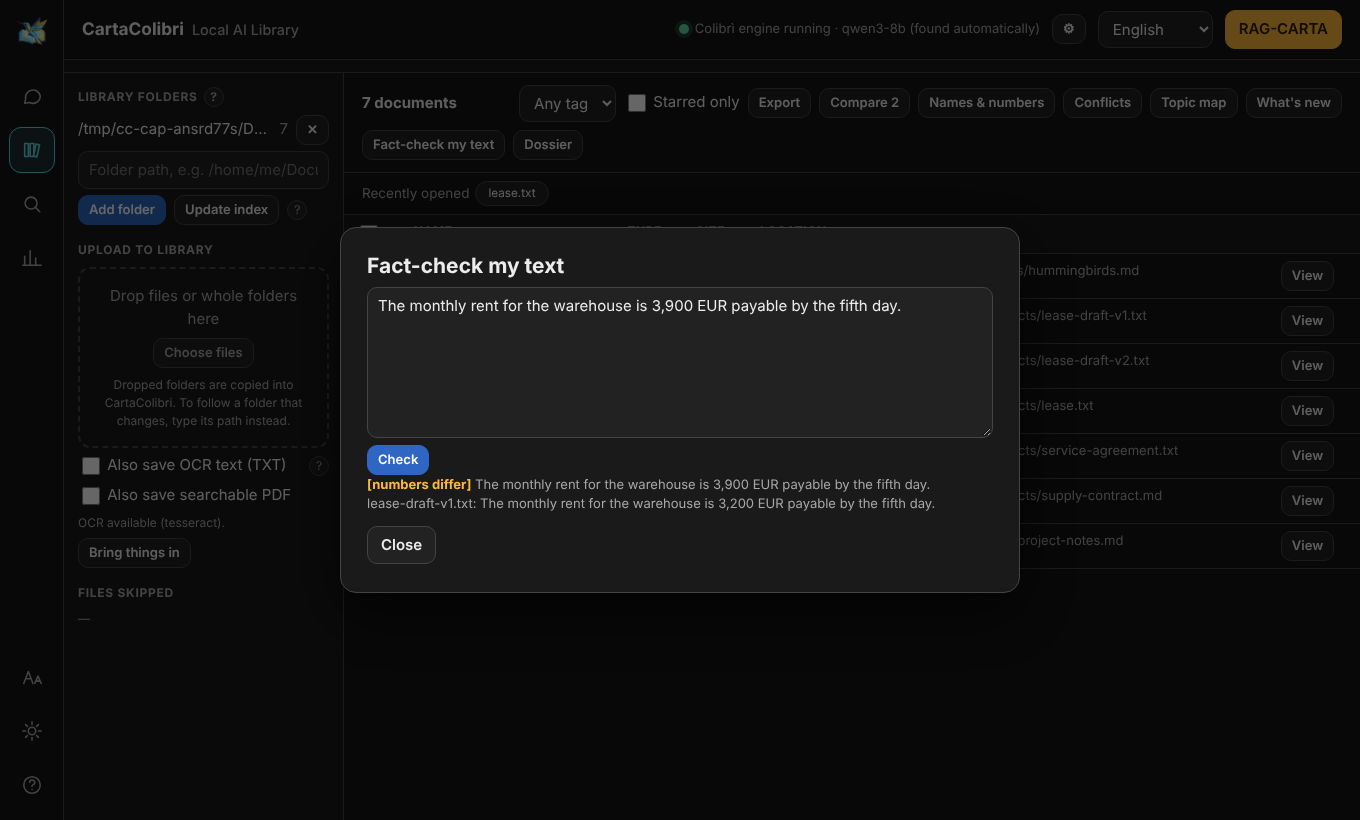 CartaColibri Local AI Library
Colibrì engine running · qwen3-8b (found automatically)
English
RAG-CARTA
LIBRARY FOLDERS ?
/tmp/cc-cap-ansrd77s/D... 7 ✕
Folder path, e.g. /home/me/Docu
Add folder
Update index
?
UPLOAD TO LIBRARY
Drop files or whole folders
here
Choose files
Dropped folders are copied into
CartaColibri. To follow a folder that
changes, type its path instead.
Also save OCR text (TXT) ?
Also save searchable PDF
OCR available (tesseract).
Bring things in
FILES SKIPPED
—
7 documents
Any tag
Starred only
Export
Compare 2
Names & numbers
Conflicts
Topic map
What's new
Fact-check my text
Dossier
Recently opened lease.txt
Fact-check my text
The monthly rent for the warehouse is 3,900 EUR payable by the fifth day.
Check
[numbers differ] The monthly rent for the warehouse is 3,900 EUR payable by the fifth day.
lease-draft-v1.txt: The monthly rent for the warehouse is 3,200 EUR payable by the fifth day.
Close
s/hummingbirds.md View
cts/lease-draft-v1.txt View
cts/lease-draft-v2.txt View
cts/lease.txt View
cts/service-agreement.txt View
cts/supply-contract.md View
project-notes.md View
AA
?